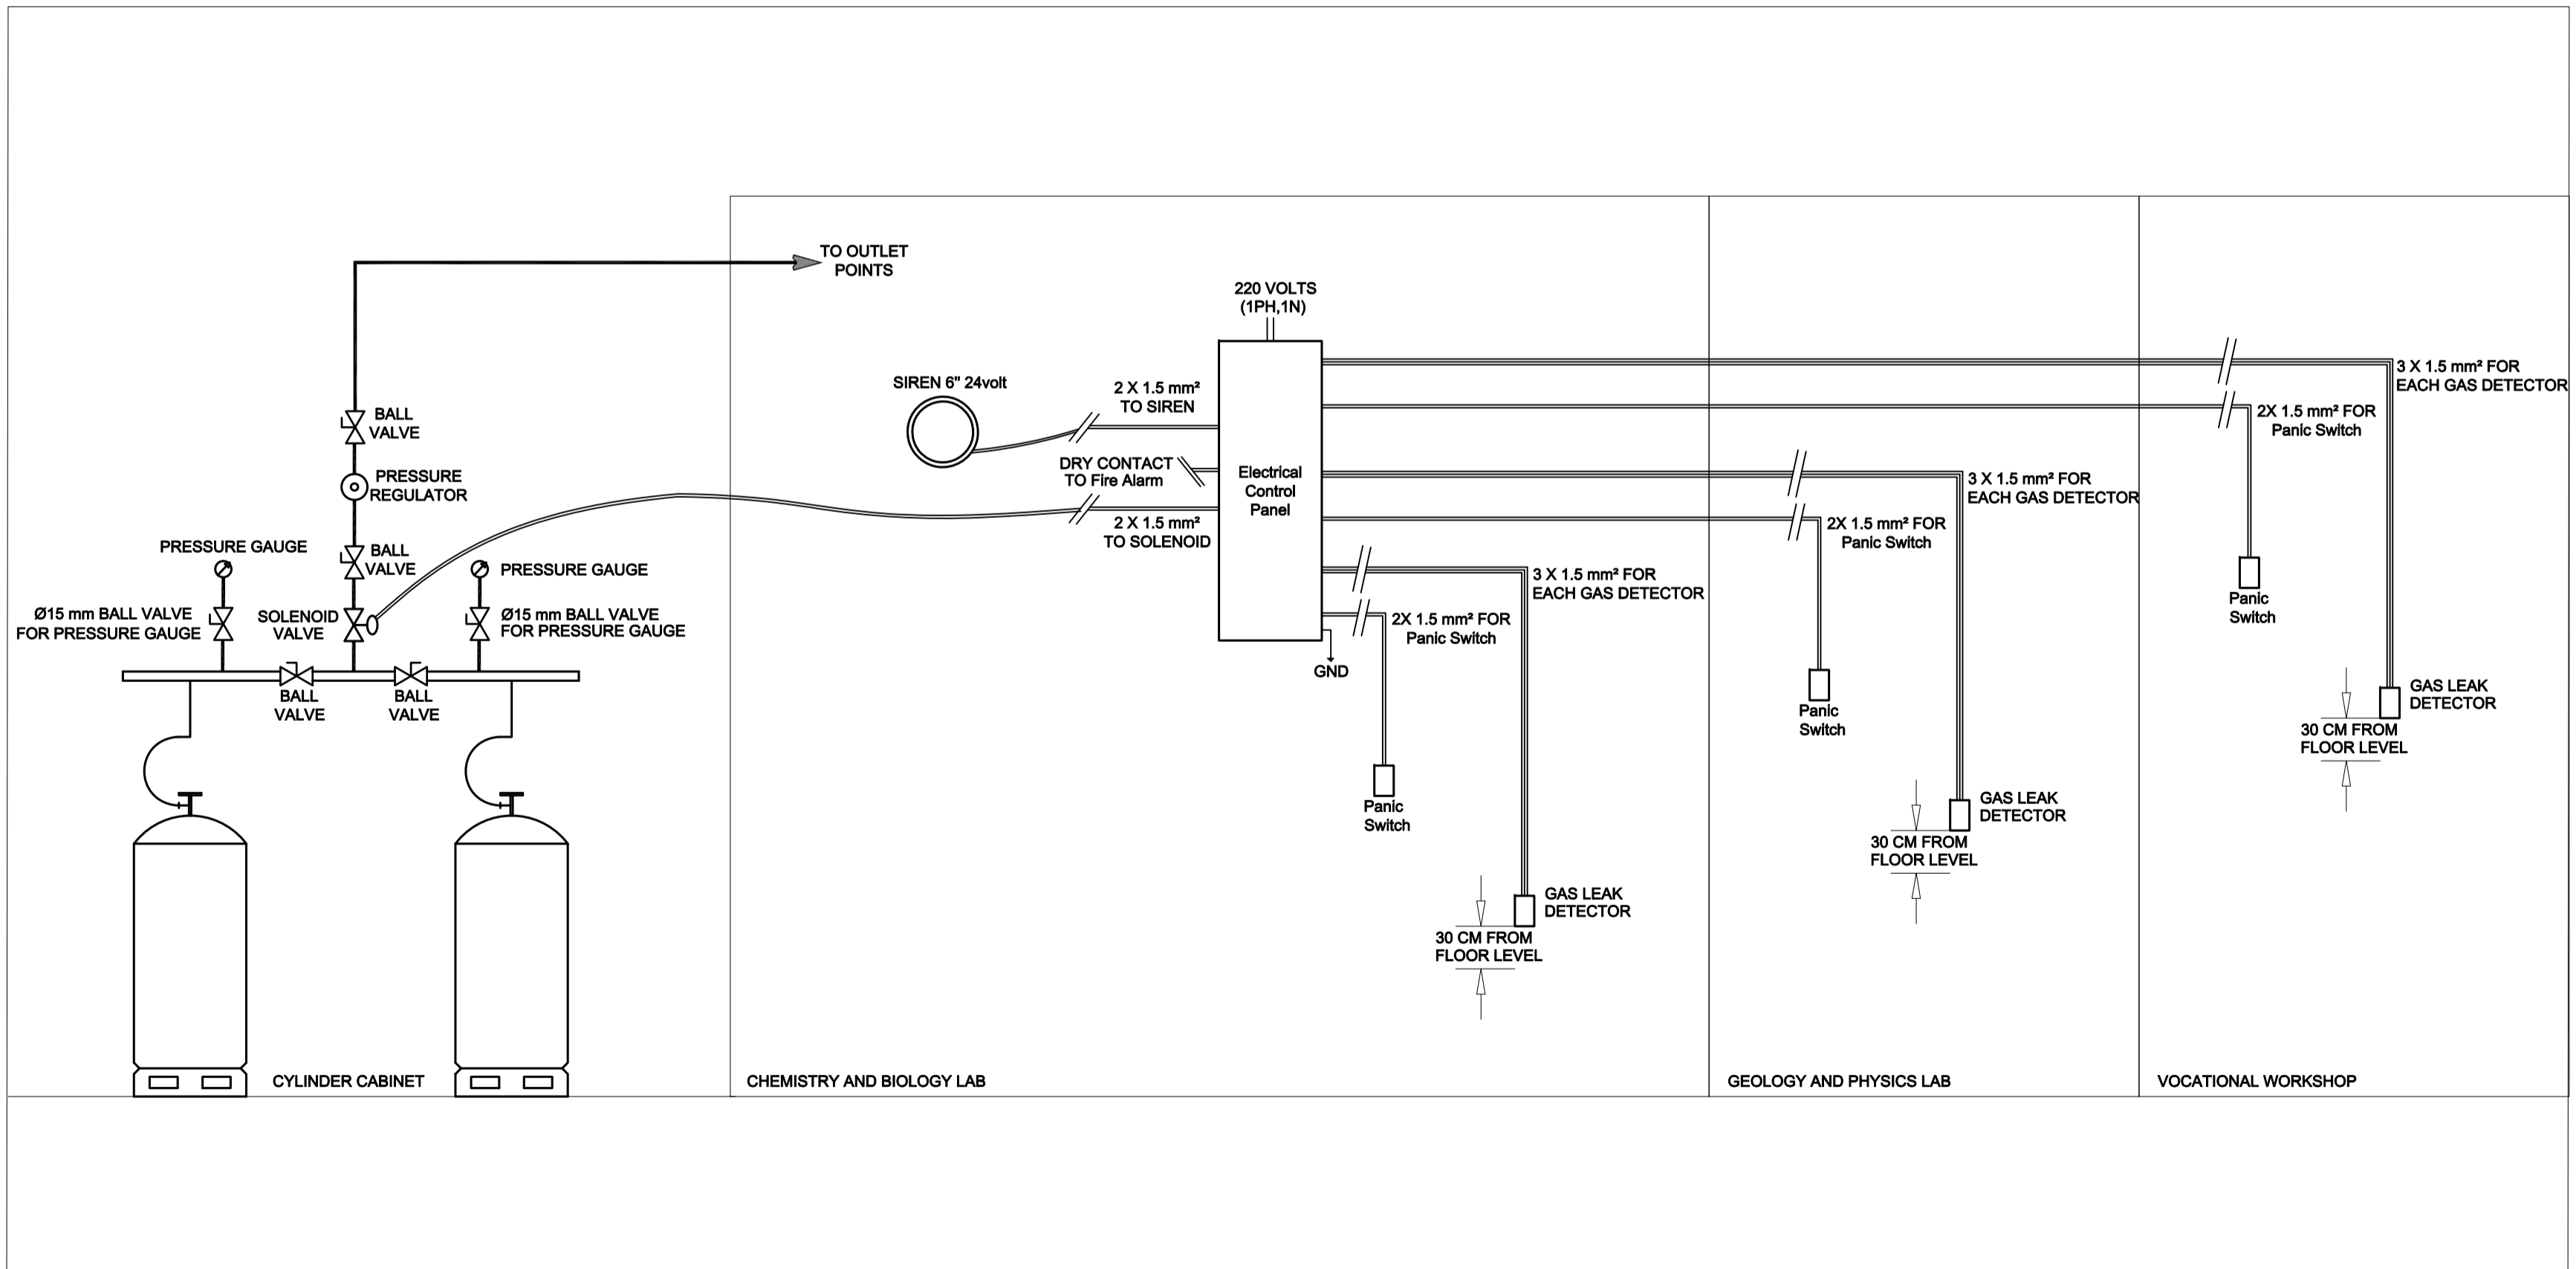 TO OUTLET
POINTS
220 VOLTS
(1PH,1N)
SIREN 6" 24volt
2 X 1.5 mm²
TO SIREN
DRY CONTACT
TO Fire Alarm
2 X 1.5 mm²
TO SOLENOID
Electrical
Control
Panel
GND
BALL
VALVE
PRESSURE
REGULATOR
BALL
VALVE
PRESSURE GAUGE
PRESSURE GAUGE
Ø15 mm BALL VALVE
FOR PRESSURE GAUGE
SOLENOID
VALVE
Ø15 mm BALL VALVE
FOR PRESSURE GAUGE
BALL
VALVE
BALL
VALVE
CYLINDER CABINET
3 X 1.5 mm² FOR
EACH GAS DETECTOR
2X 1.5 mm² FOR
Panic Switch
Panic
Switch
GAS LEAK
DETECTOR
30 CM FROM
FLOOR LEVEL
CHEMISTRY AND BIOLOGY LAB
3 X 1.5 mm² FOR
EACH GAS DETECTOR
2X 1.5 mm² FOR
Panic Switch
Panic
Switch
GAS LEAK
DETECTOR
30 CM FROM
FLOOR LEVEL
GEOLOGY AND PHYSICS LAB
3 X 1.5 mm² FOR
EACH GAS DETECTOR
2X 1.5 mm² FOR
Panic Switch
Panic
Switch
GAS LEAK
DETECTOR
30 CM FROM
FLOOR LEVEL
VOCATIONAL WORKSHOP